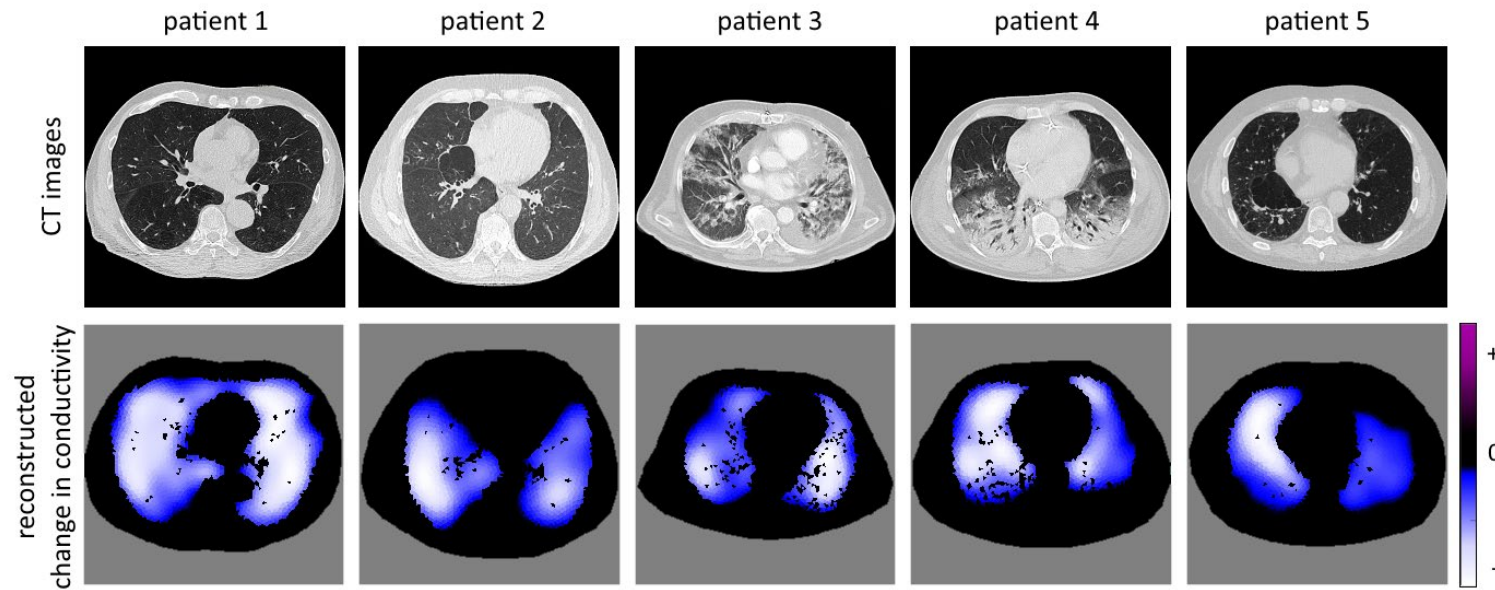 patient 1
patient 2
patient 3
patient 4
patient 5
CT images
reconstructed
change in conductivity
+
0
-